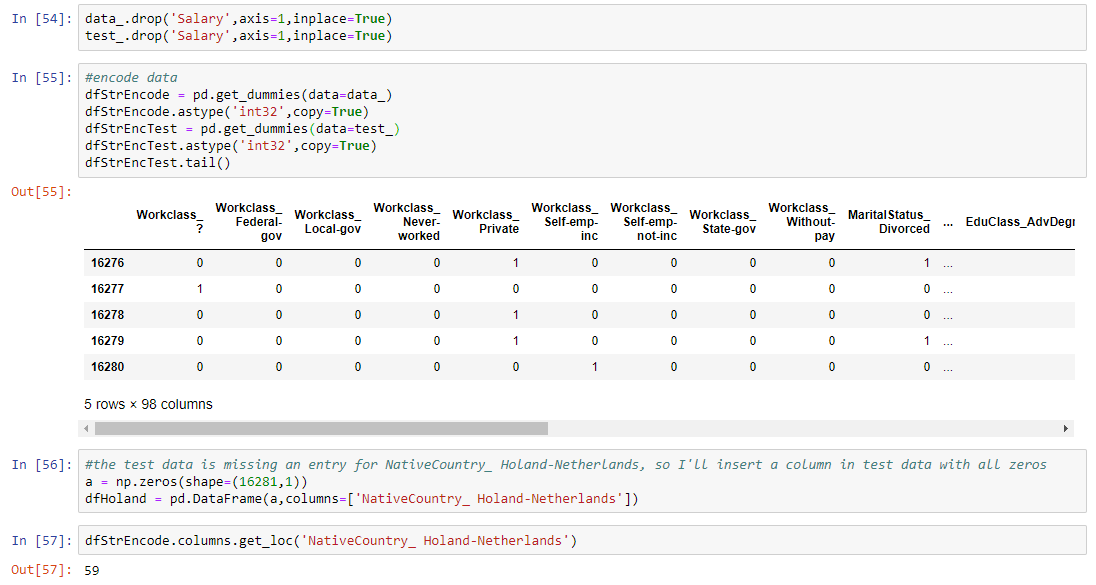 In [54]: data_.drop('Salary',axis=1,inplace=True)
test_.drop('Salary',axis=1,inplace=True)
In [55]: #encode data
dfStrEncode = pd.get_dummies(data=data_)
dfStrEncode.astype('int32',copy=True)
dfStrEncTest = pd.get_dummies(data=test_)
dfStrEncTest.astype('int32',copy=True)
dfStrEncTest.tail()
Out[55]:
Workclass_ ? Workclass_ Federal-gov Workclass_ Local-gov Workclass_ Never-worked Workclass_ Private Workclass_ Self-emp-inc Workclass_ Self-emp-not-inc Workclass_ State-gov Workclass_ Without-pay MaritalStatus_ Divorced ... EduClass_AdvDegr
16276 0 0 0 0 1 0 0 0 0 1 ...
16277 1 0 0 0 0 0 0 0 0 0 ...
16278 0 0 0 0 1 0 0 0 0 0 ...
16279 0 0 0 0 1 0 0 0 0 1 ...
16280 0 0 0 0 0 1 0 0 0 0 ...
5 rows × 98 columns
In [56]: #the test data is missing an entry for NativeCountry_ Holand-Netherlands, so I'll insert a column in test data with all zeros
a = np.zeros(shape=(16281,1))
dfHoland = pd.DataFrame(a,columns=['NativeCountry_ Holand-Netherlands'])
In [57]: dfStrEncode.columns.get_loc('NativeCountry_ Holand-Netherlands')
Out[57]: 59